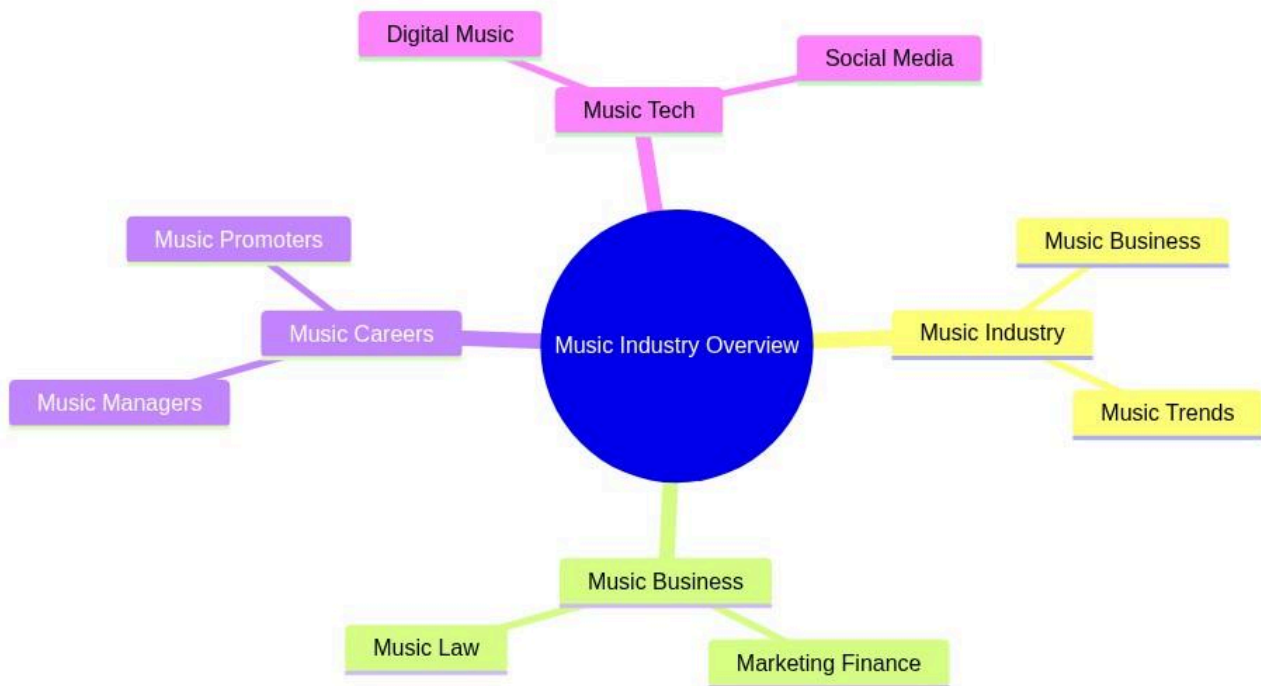 Digital Music
Social Media
Music Tech
Music Promoters
Music Business
Music Careers
Music Industry Overview
Music Industry
Music Managers
Music Trends
Music Business
Music Law
Marketing Finance